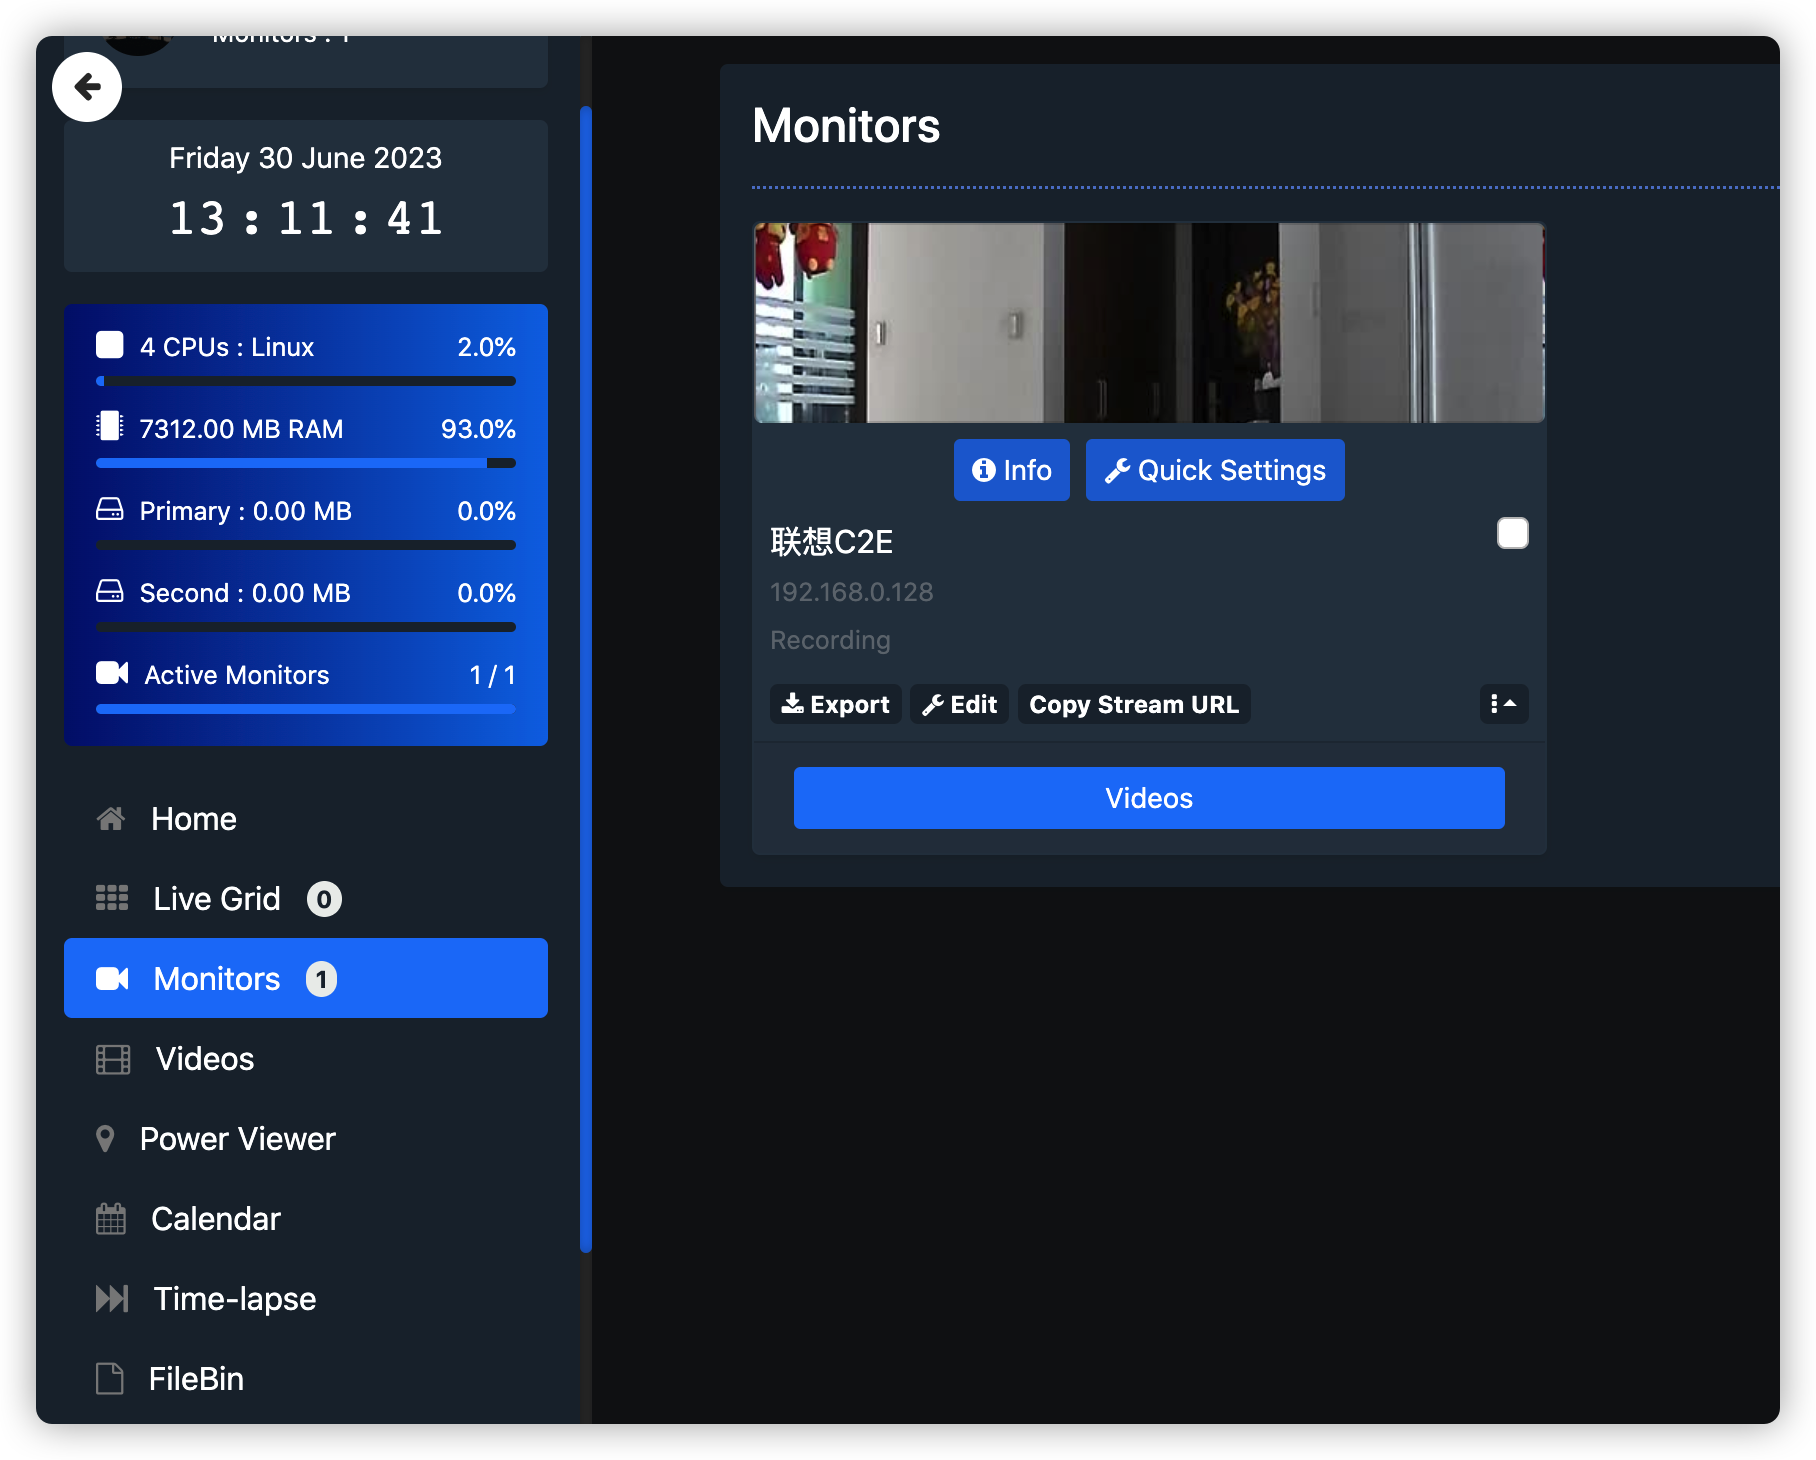 Monitors : 1
Friday 30 June 2023
13 : 11 : 41
4 CPUs : Linux 2.0%
7312.00 MB RAM 93.0%
Primary : 0.00 MB 0.0%
Second : 0.00 MB 0.0%
Active Monitors 1 / 1
Home
Live Grid 0
Monitors 1
Videos
Power Viewer
Calendar
Time-lapse
FileBin
Monitors
Info Quick Settings
联想C2E
192.168.0.128
Recording
Export Edit Copy Stream URL
Videos